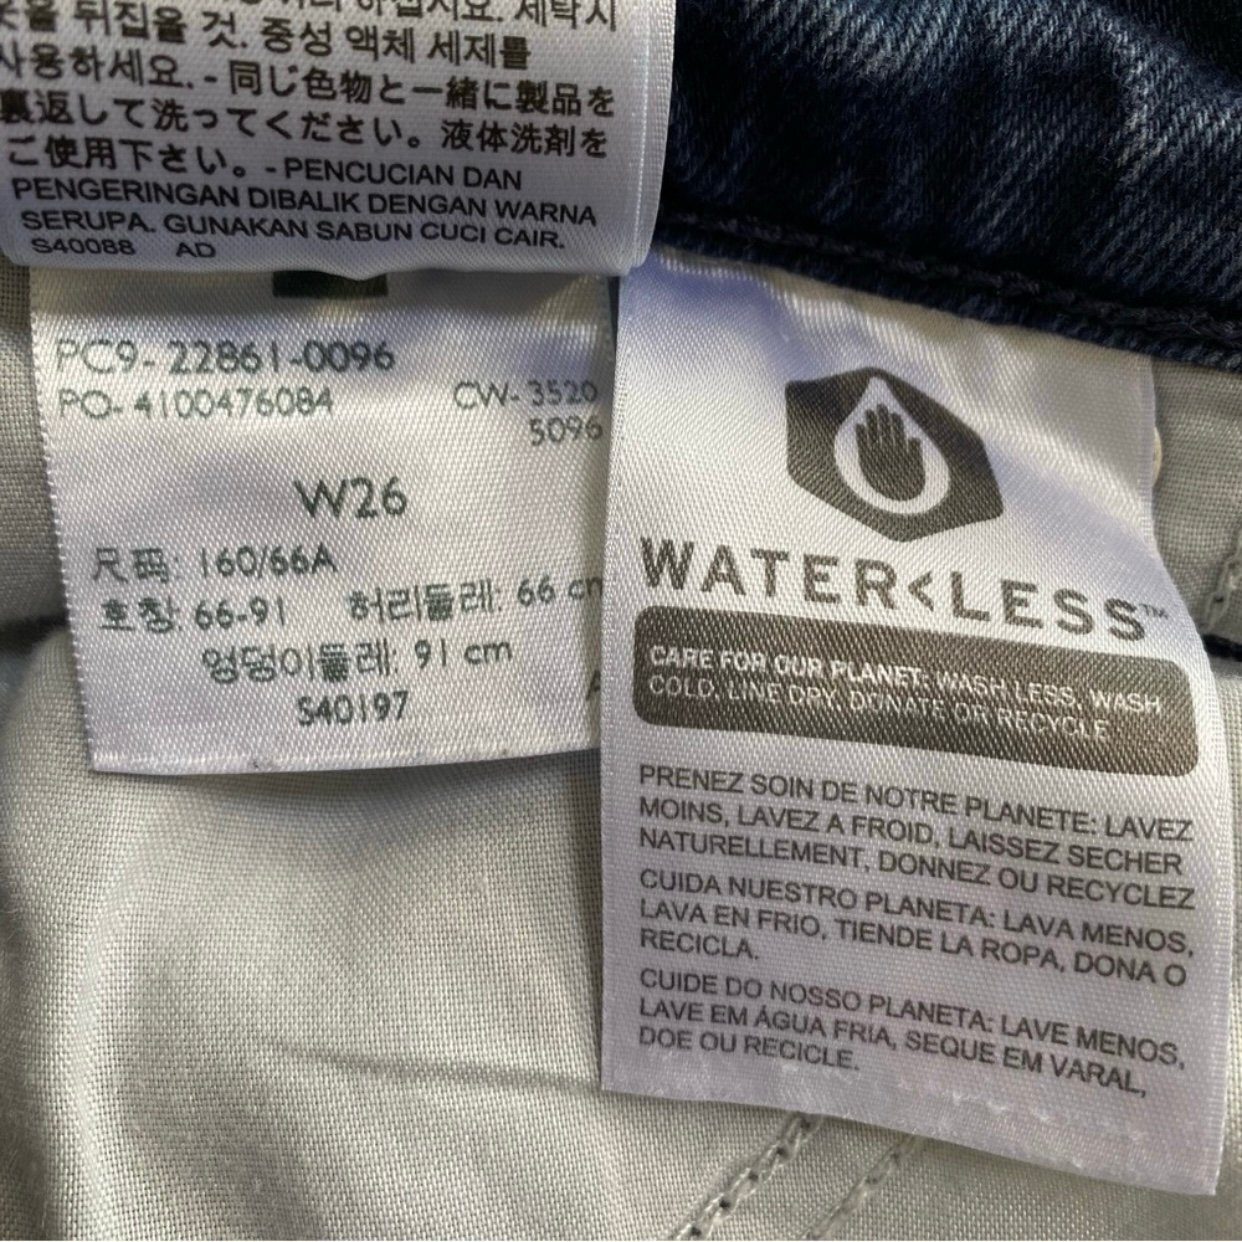 하십시요. 세탁시
옷을 뒤집을 것. 중성 액체 세제를
사용하세요. - 同じ色物と一緒に製品を
裏返して洗ってください。液体洗剤を
ご使用下さい。- PENCUCIAN DAN
PENGERINGAN DIBALIK DENGAN WARNA
SERUPA. GUNAKAN SABUN CUCI CAIR.
S40088 AD
PC9-22861-0096
PO-4100476084 CW-3520
5096
W26
尺码: 160/66A
호칭: 66-91 허리둘레: 66 cm
엉덩이둘레: 91 cm
S40197
WATER<LESS™
CARE FOR OUR PLANET: WASH LESS, WASH
COLD, LINE DRY, DONATE OR RECYCLE
PRENEZ SOIN DE NOTRE PLANETE: LAVEZ
MOINS, LAVEZ A FROID, LAISSEZ SECHER
NATURELLEMENT, DONNEZ OU RECYCLEZ
CUIDA NUESTRO PLANETA: LAVA MENOS,
LAVA EN FRIO, TIENDE LA ROPA, DONA O
RECICLA.
CUIDE DO NOSSO PLANETA: LAVE MENOS,
LAVE EM ÁGUA FRIA, SEQUE EM VARAL,
DOE OU RECICLE.